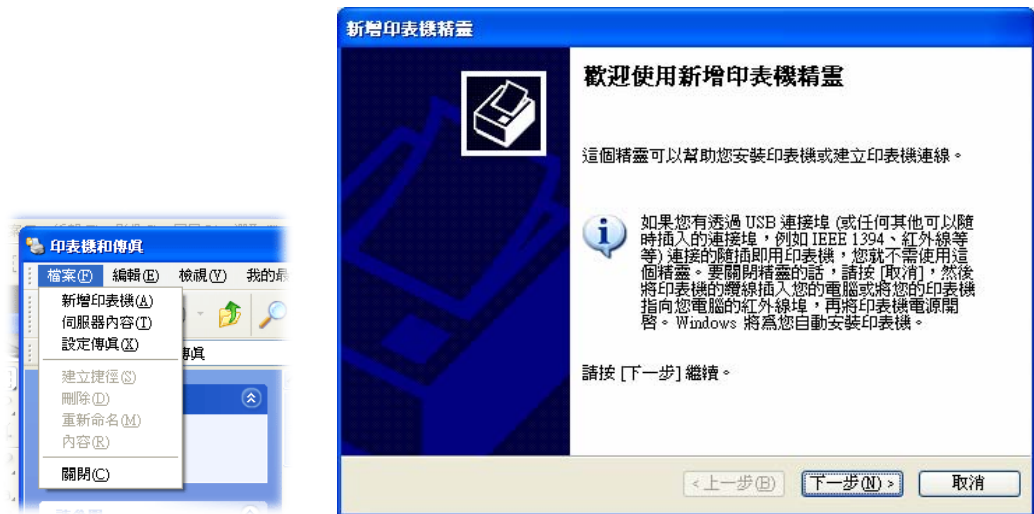 印表機和傳真
檔案(F) 編輯(E) 檢視(V) 我的最
新增印表機(A)
伺服器內容(T)
設定傳真(X)
傳真
建立捷徑(S)
刪除(D)
重新命名(M)
內容(R)
關閉(C)
新增印表機精靈
歡迎使用新增印表機精靈
這個精靈可以幫助您安裝印表機或建立印表機連線。
如果您有透過 USB 連接埠 (或任何其他可以隨
時插入的連接埠，例如 IEEE 1394、紅外線等
等) 連接的隨插即用印表機，您就不需使用這
個精靈。要關閉精靈的話，請按 [取消]，然後
將印表機的纜線插入您的電腦或將您的印表機
指向您電腦的紅外線埠，再將印表機電源開
啓。Windows 將爲您自動安裝印表機。
請按 [下一步] 繼續。
< 上一步(B) 下一步(N) > 取消